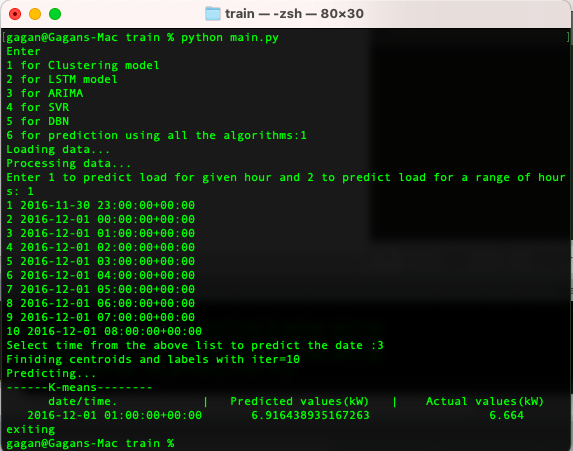 train — -zsh — 80×30
[gagan@Gagans-Mac train % python main.py ]
Enter
1 for Clustering model
2 for LSTM model
3 for ARIMA
4 for SVR
5 for DBN
6 for prediction using all the algorithms:1
Loading data...
Processing data...
Enter 1 to predict load for given hour and 2 to predict load for a range of hour
s: 1
1 2016-11-30 23:00:00+00:00
2 2016-12-01 00:00:00+00:00
3 2016-12-01 01:00:00+00:00
4 2016-12-01 02:00:00+00:00
5 2016-12-01 03:00:00+00:00
6 2016-12-01 04:00:00+00:00
7 2016-12-01 05:00:00+00:00
8 2016-12-01 06:00:00+00:00
9 2016-12-01 07:00:00+00:00
10 2016-12-01 08:00:00+00:00
Select time from the above list to predict the date :3
Finiding centroids and labels with iter=10
Predicting...
------K-means--------
date/time. | Predicted values(kW) | Actual values(kW)
2016-12-01 01:00:00+00:00 6.916438935167263 6.664
exiting
gagan@Gagans-Mac train %